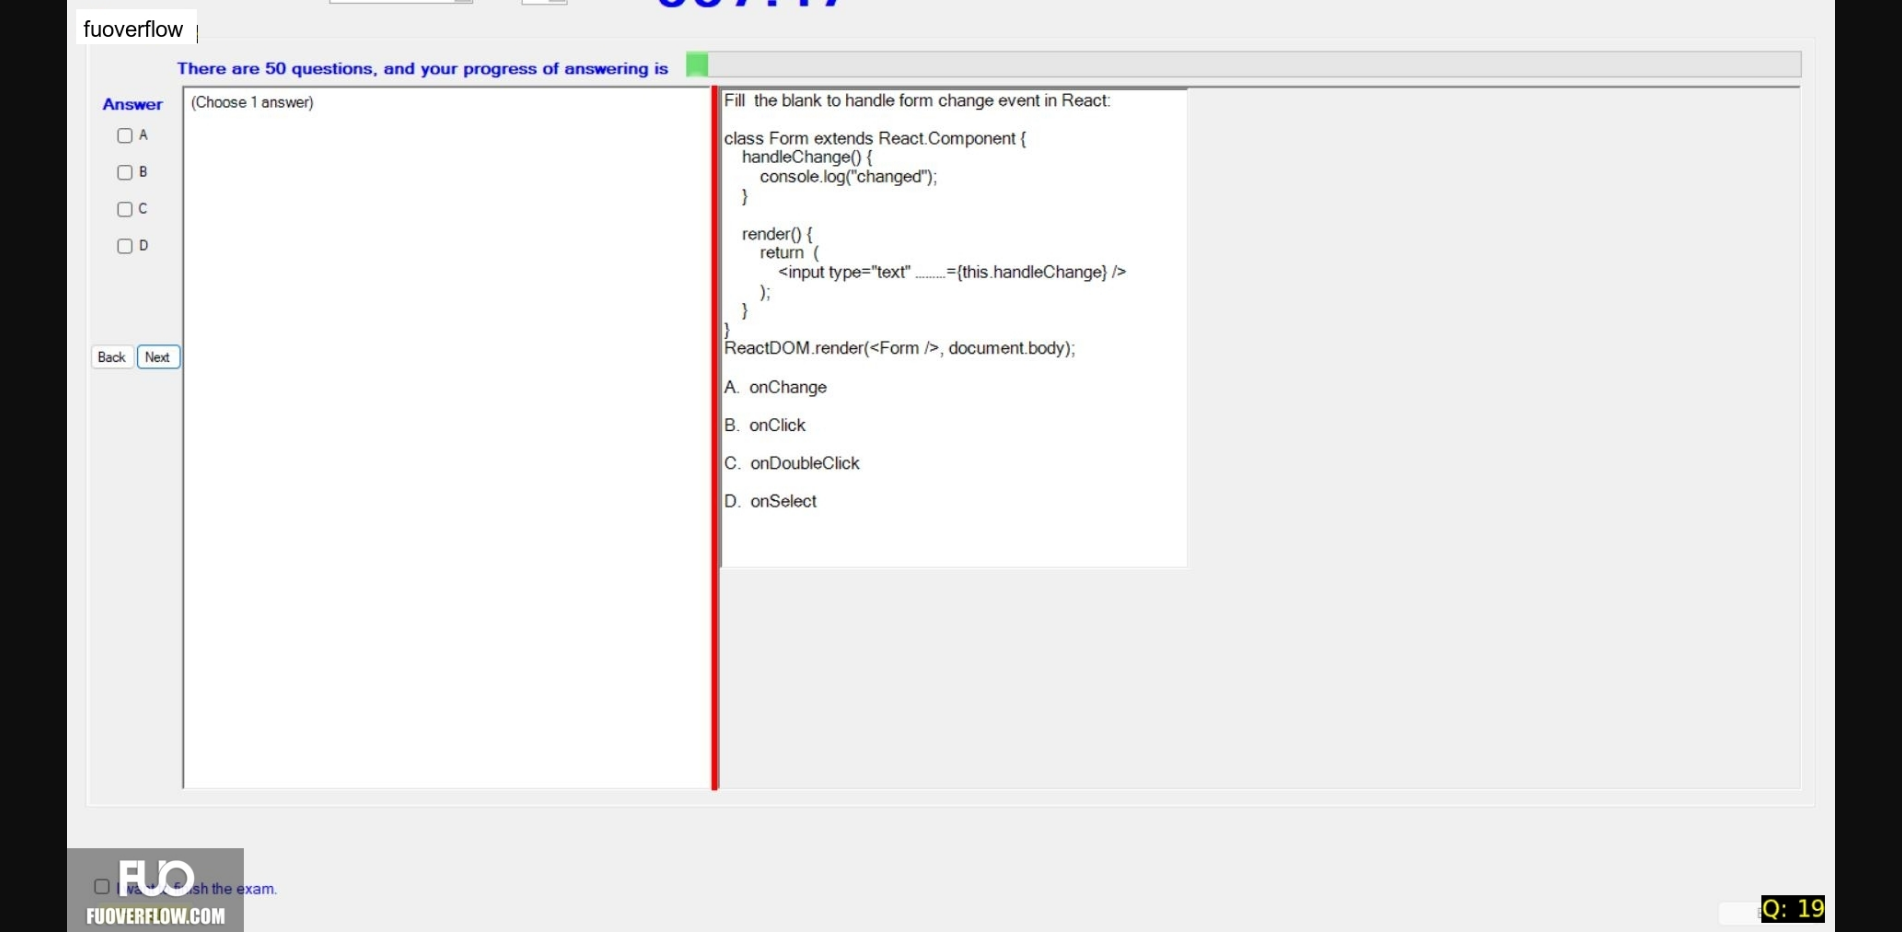 fuoverflow
There are 50 questions, and your progress of answering is
Answer
(Choose 1 answer)
A
B
C
D
Back Next
Fill the blank to handle form change event in React:
class Form extends React.Component {
handleChange() {
console.log("changed");
}
render() {
return (
<input type="text" .........={this.handleChange} />
);
}
}
ReactDOM.render(<Form />, document.body);
A. onChange
B. onClick
C. onDoubleClick
D. onSelect
FUO
sh the exam.
FUOVERFLOW.COM
Q: 19